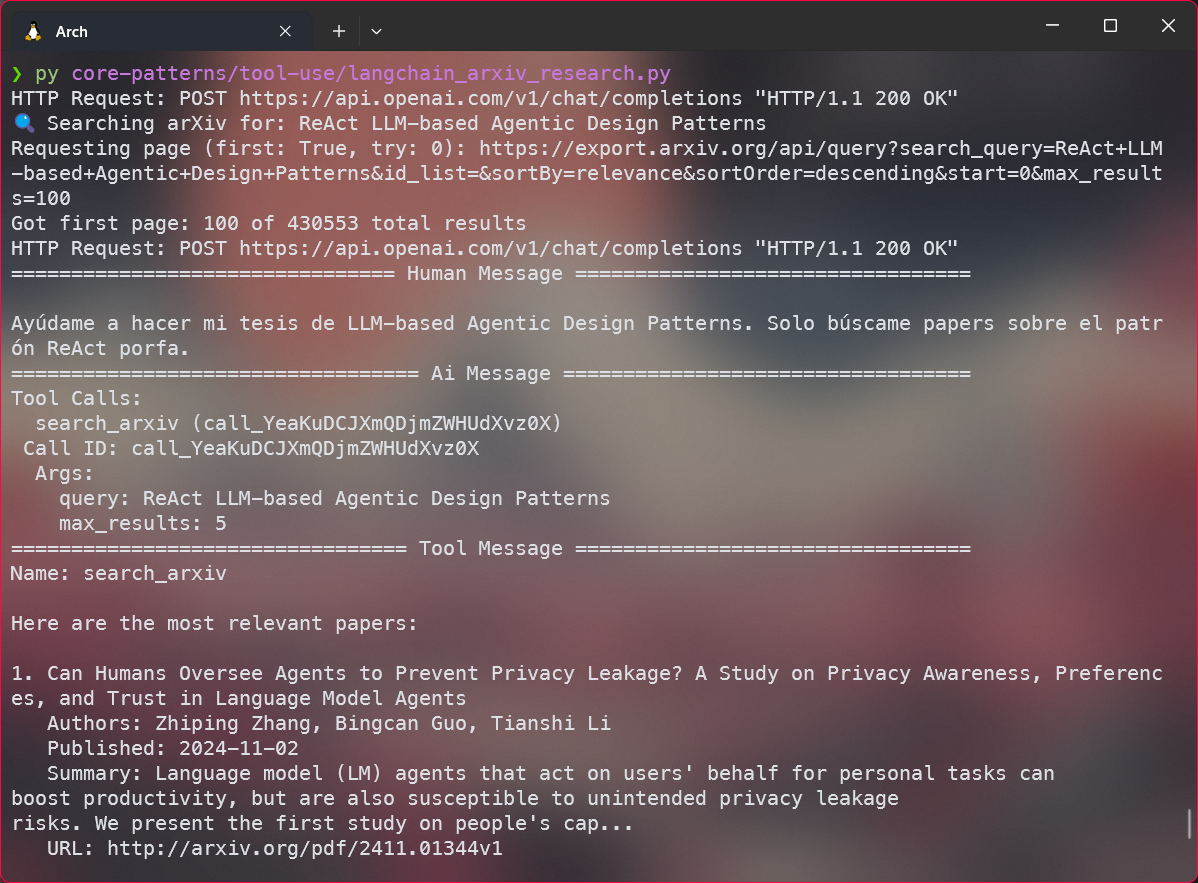 Arch
❯ py core-patterns/tool-use/langchain_arxiv_research.py
HTTP Request: POST https://api.openai.com/v1/chat/completions "HTTP/1.1 200 OK"
🔍 Searching arXiv for: ReAct LLM-based Agentic Design Patterns
Requesting page (first: True, try: 0): https://export.arxiv.org/api/query?search_query=ReAct+LLM
-based+Agentic+Design+Patterns&id_list=&sortBy=relevance&sortOrder=descending&start=0&max_result
s=100
Got first page: 100 of 430553 total results
HTTP Request: POST https://api.openai.com/v1/chat/completions "HTTP/1.1 200 OK"
================================ Human Message =================================
Ayúdame a hacer mi tesis de LLM-based Agentic Design Patterns. Solo búscame papers sobre el patr
ón ReAct porfa.
================================== Ai Message ==================================
Tool Calls:
  search_arxiv (call_YeaKuDCJXmQDjmZWHUdXvz0X)
 Call ID: call_YeaKuDCJXmQDjmZWHUdXvz0X
  Args:
    query: ReAct LLM-based Agentic Design Patterns
    max_results: 5
================================= Tool Message =================================
Name: search_arxiv
Here are the most relevant papers:
1. Can Humans Oversee Agents to Prevent Privacy Leakage? A Study on Privacy Awareness, Preferenc
es, and Trust in Language Model Agents
   Authors: Zhiping Zhang, Bingcan Guo, Tianshi Li
   Published: 2024-11-02
   Summary: Language model (LM) agents that act on users' behalf for personal tasks can
boost productivity, but are also susceptible to unintended privacy leakage
risks. We present the first study on people's cap...
   URL: http://arxiv.org/pdf/2411.01344v1